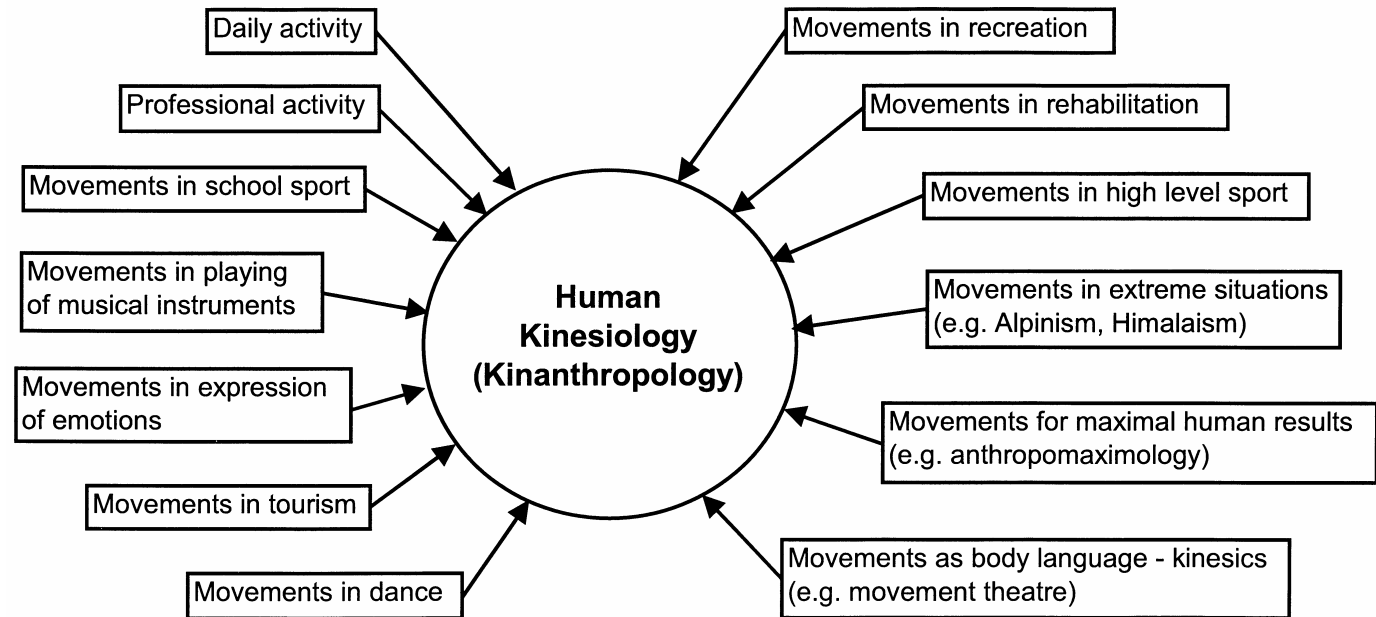 Daily activity
Professional activity
Movements in school sport
Movements in playing
of musical instruments
Movements in expression
of emotions
Movements in tourism
Movements in dance
Human
Kinesiology
(Kinanthropology)
Movements in recreation
Movements in rehabilitation
Movements in high level sport
Movements in extreme situations
(e.g. Alpinism, Himalaism)
Movements for maximal human results
(e.g. anthropomaximology)
Movements as body language - kinesics
(e.g. movement theatre)